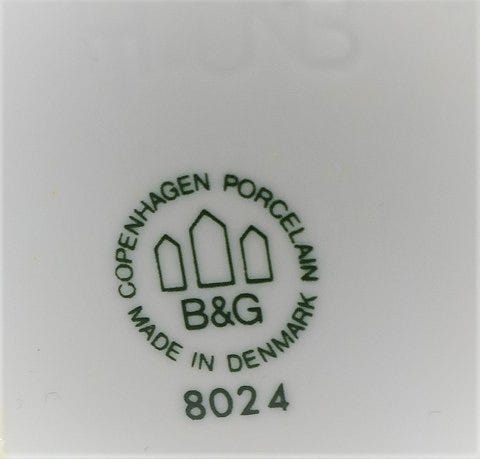 COPENHAGEN PORCELAIN
B&G
MADE IN DENMARK
8024